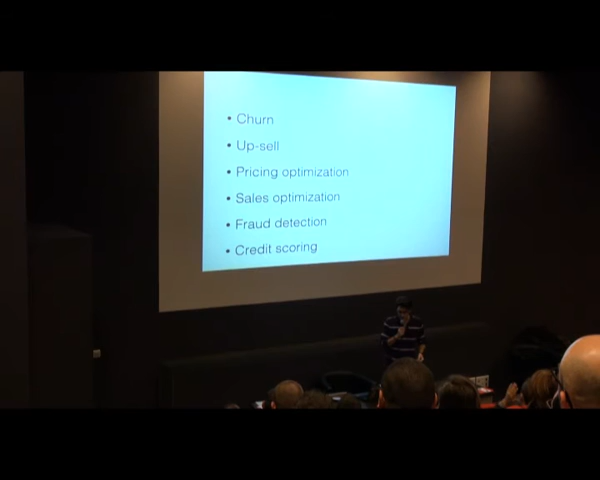 • Churn
• Up-sell
• Pricing optimization
• Sales optimization
• Fraud detection
• Credit scoring